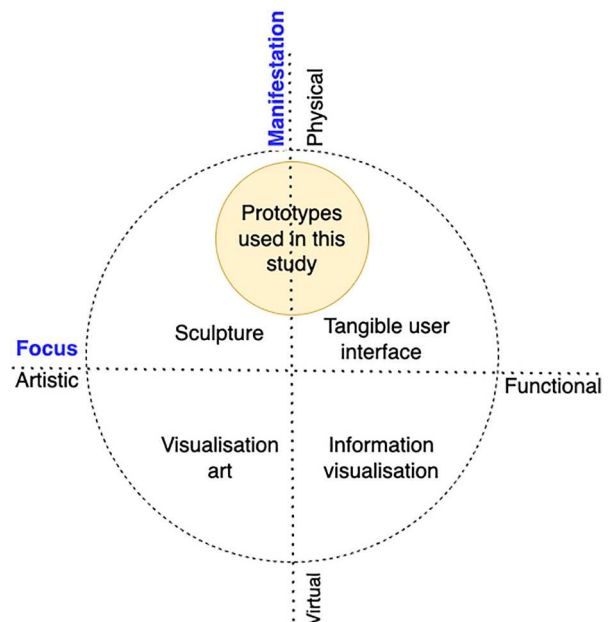 Manifestation
Physical
Prototypes
used in this
study
Sculpture
Tangible user
interface
Focus
Artistic
Functional
Visualisation
art
Information
visualisation
Virtual